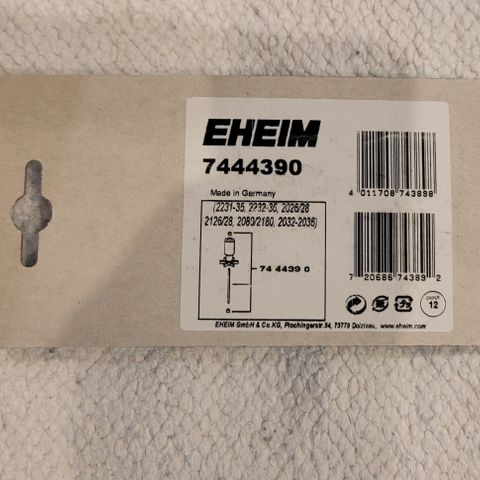 EHEIM
7444390
Made in Germany
(2231-35, 2232-36, 2026/28
2126/28, 2080/2180, 2032-2036)
74 4439 0
4 011708 743898
7 20686 74389 2
12
EHEIM GmbH & Co.KG, Plochingerstr.54, 73779 Deizisau, www.eheim.com